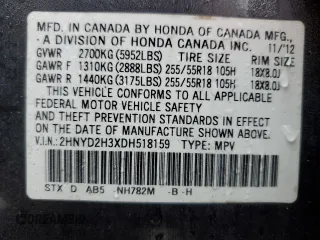 MFD. IN CANADA BY HONDA OF CANADA MFG.,
A DIVISION OF HONDA CANADA INC. 11/12
GVWR 2700KG (5952LBS) TIRE SIZE RIM SIZE
GAWR F 1310KG (2888LBS) 255/55R18 105H 18X8.0J
GAWR R 1440KG (3175LBS) 255/55R18 105H 18X8.0J
THIS VEHICLE CONFORMS TO ALL APPLICABLE
FEDERAL MOTOR VEHICLE SAFETY AND
THEFT PREVENTION STANDARDS IN EFFECT ON THE
DATE OF MANUFACTURE SHOWN ABOVE.
V.I.N.: 2HNYD2H3XDH518159 TYPE: MPV
STX D AB5 -NH782M -B-H